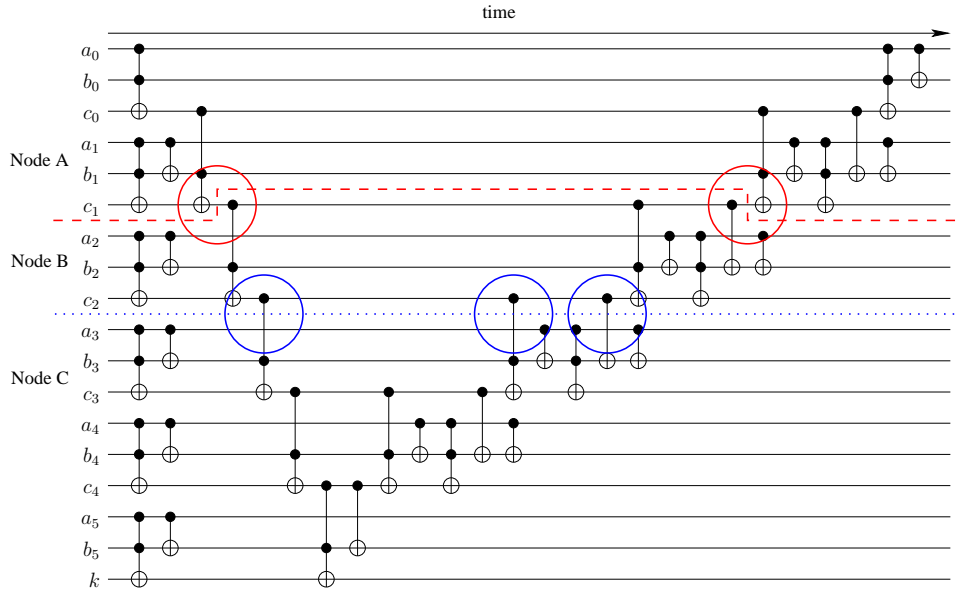 time
a₀
b₀
c₀
a₁
Node A
b₁
c₁
a₂
Node B
b₂
c₂
a₃
b₃
Node C
c₃
a₄
b₄
c₄
a₅
b₅
k